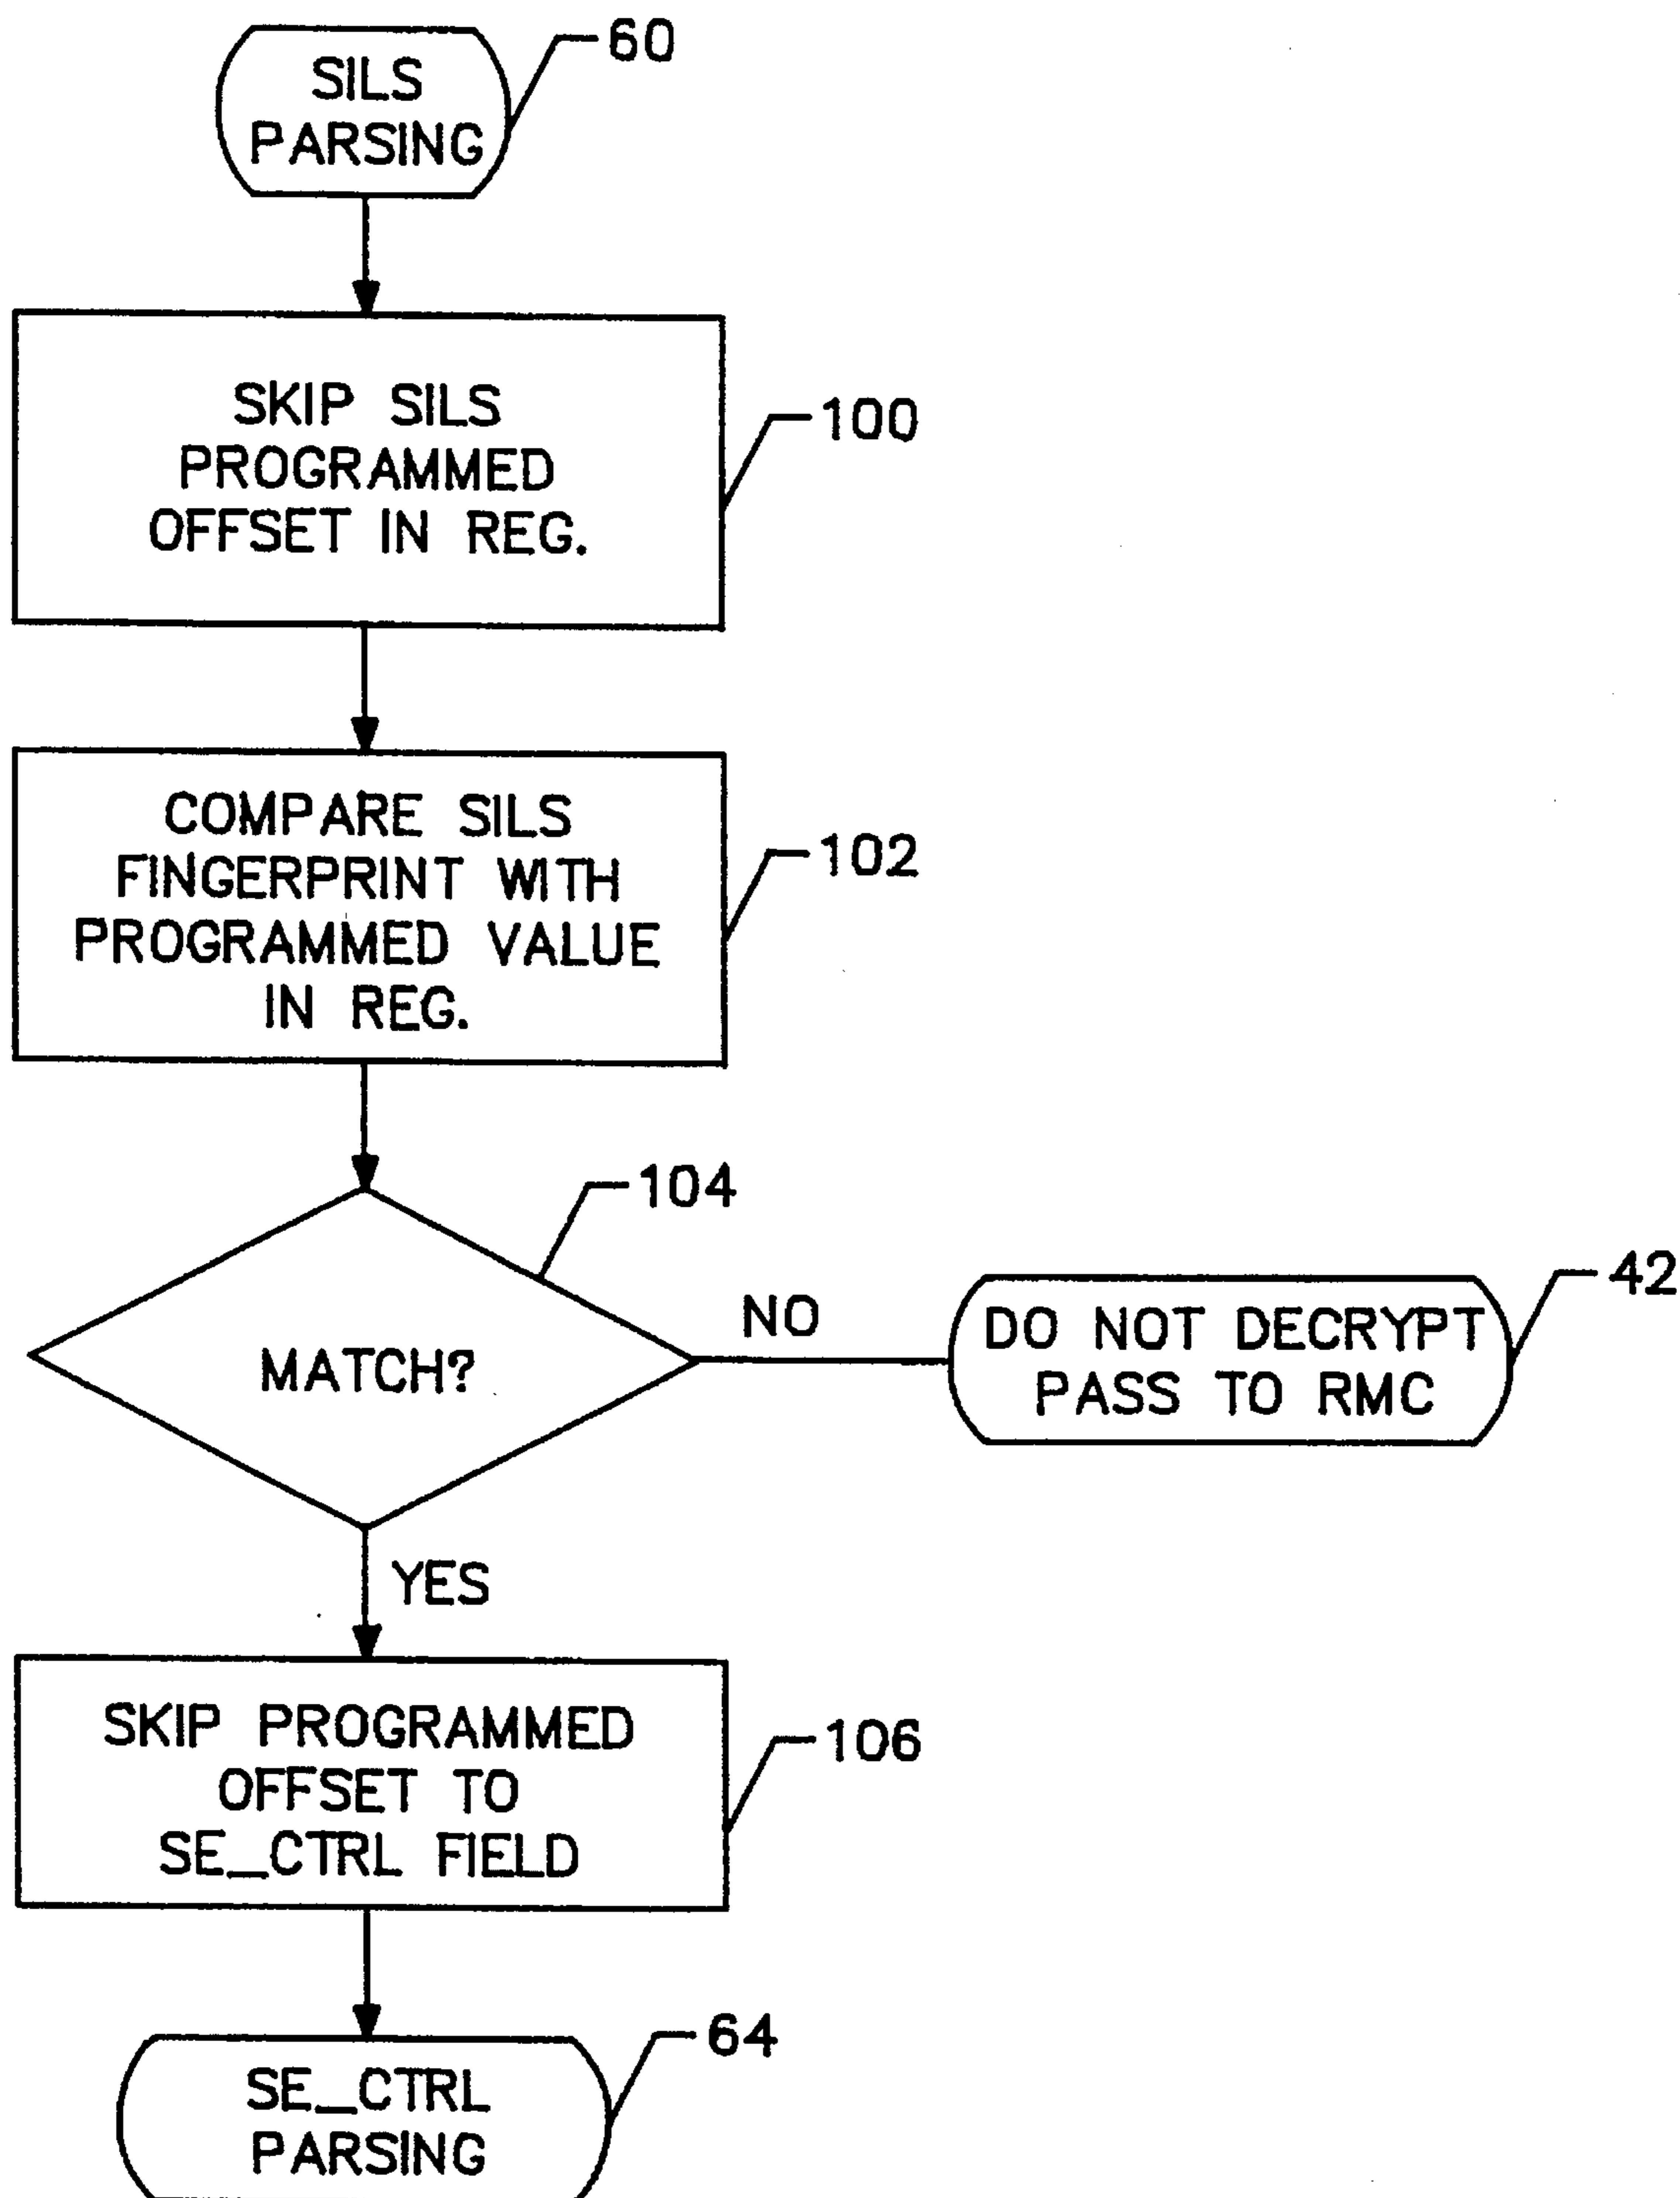 SILS
PARSING
60
SKIP SILS
PROGRAMMED
OFFSET IN REG.
100
COMPARE SILS
FINGERPRINT WITH
PROGRAMMED VALUE
IN REG.
102
MATCH?
104
NO
DO NOT DECRYPT
PASS TO RMC
42
YES
SKIP PROGRAMMED
OFFSET TO
SE_CTRL FIELD
106
SE_CTRL
PARSING
64